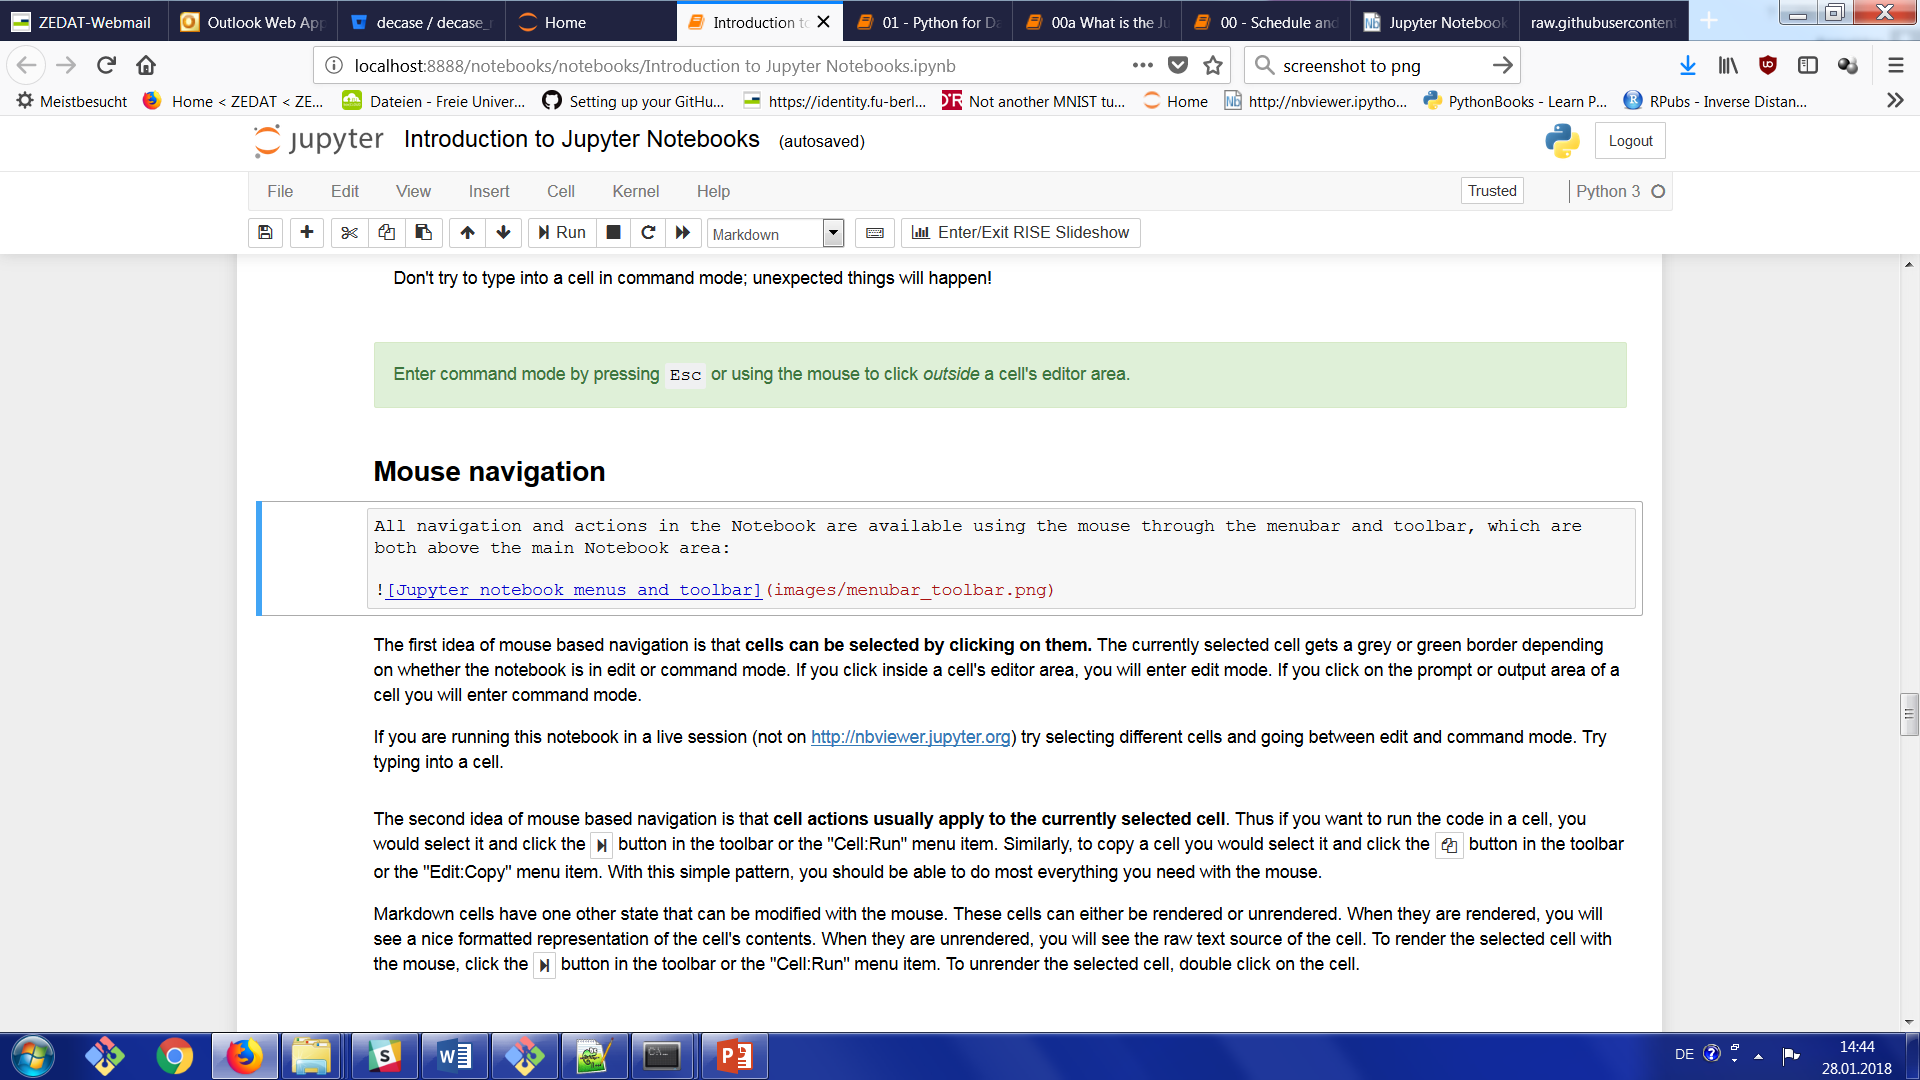 ZEDAT-Webmail Outlook Web App decase / decase_r Home Introduction to 01 - Python for Da 00a What is the Ju 00 - Schedule and Jupyter Notebook raw.githubusercontent
localhost:8888/notebooks/notebooks/Introduction to Jupyter Notebooks.ipynb screenshot to png
Meistbesucht Home < ZEDAT < ZE... Dateien - Freie Univer... Setting up your GitHu... https://identity.fu-berl... Not another MNIST tu... Home http://nbviewer.ipytho... PythonBooks - Learn P... RPubs - Inverse Distan...
jupyter Introduction to Jupyter Notebooks (autosaved) Logout
File Edit View Insert Cell Kernel Help Trusted Python 3
Run Markdown Enter/Exit RISE Slideshow
Don't try to type into a cell in command mode; unexpected things will happen!
Enter command mode by pressing Esc or using the mouse to click outside a cell's editor area.
Mouse navigation
All navigation and actions in the Notebook are available using the mouse through the menubar and toolbar, which are
both above the main Notebook area:
![Jupyter notebook menus and toolbar](images/menubar_toolbar.png)
The first idea of mouse based navigation is that cells can be selected by clicking on them. The currently selected cell gets a grey or green border depending
on whether the notebook is in edit or command mode. If you click inside a cell's editor area, you will enter edit mode. If you click on the prompt or output area of a
cell you will enter command mode.
If you are running this notebook in a live session (not on http://nbviewer.jupyter.org) try selecting different cells and going between edit and command mode. Try
typing into a cell.
The second idea of mouse based navigation is that cell actions usually apply to the currently selected cell. Thus if you want to run the code in a cell, you
would select it and click the button in the toolbar or the "Cell:Run" menu item. Similarly, to copy a cell you would select it and click the button in the toolbar
or the "Edit:Copy" menu item. With this simple pattern, you should be able to do most everything you need with the mouse.
Markdown cells have one other state that can be modified with the mouse. These cells can either be rendered or unrendered. When they are rendered, you will
see a nice formatted representation of the cell's contents. When they are unrendered, you will see the raw text source of the cell. To render the selected cell with
the mouse, click the button in the toolbar or the "Cell:Run" menu item. To unrender the selected cell, double click on the cell.
DE 14:44
28.01.2018